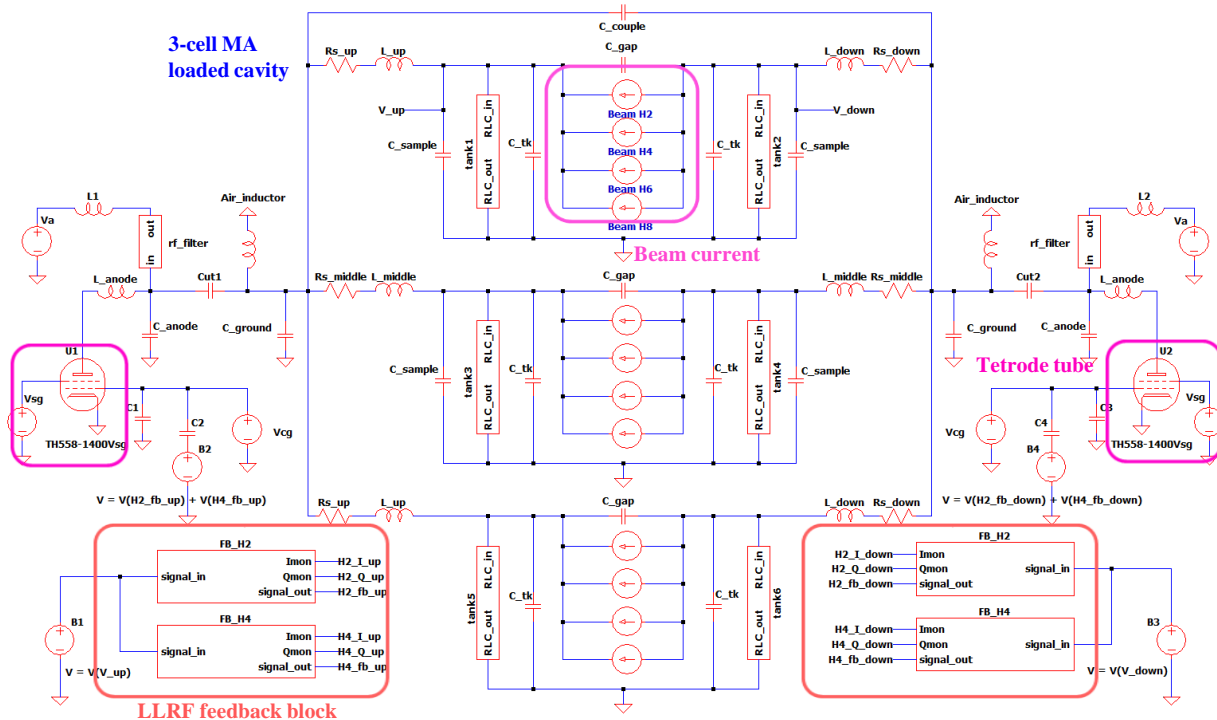 C_couple
3-cell MA
loaded cavity
Rs_up
L_up
C_gap
L_down
Rs_down
V_up
Beam H2
V_down
C_sample
tank1
RLC_in
RLC_out
C_tk
Beam H4
Beam H6
Beam H8
C_tk
tank2
RLC_in
RLC_out
C_sample
Beam current
L1
Va
out
in
rf_filter
Air_inductor
L_anode
Cut1
C_anode
C_ground
Rs_middle
L_middle
C_gap
L_middle
Rs_middle
Air_inductor
L2
Va
out
in
rf_filter
Cut2
L_anode
C_ground
C_anode
U1
Vsg
TH558-1400Vsg
C1
C2
B2
Vcg
V = V(H2_fb_up) + V(H4_fb_up)
C_sample
tank3
RLC_in
RLC_out
C_tk
C_tk
tank4
RLC_in
RLC_out
C_sample
Tetrode tube
U2
Vsg
TH558-1400Vsg
C3
C4
B4
Vcg
V = V(H2_fb_down) + V(H4_fb_down)
Rs_up
L_up
C_gap
L_down
Rs_down
tank5
RLC_in
RLC_out
C_tk
C_tk
tank6
RLC_in
RLC_out
FB_H2
signal_in
Imon
Qmon
signal_out
H2_I_up
H2_Q_up
H2_fb_up
FB_H4
signal_in
Imon
Qmon
signal_out
H4_I_up
H4_Q_up
H4_fb_up
B1
V = V(V_up)
LLRF feedback block
FB_H2
H2_I_down
H2_Q_down
H2_fb_down
Imon
Qmon
signal_out
signal_in
FB_H4
H4_I_down
H4_Q_down
H4_fb_down
Imon
Qmon
signal_out
signal_in
B3
V = V(V_down)